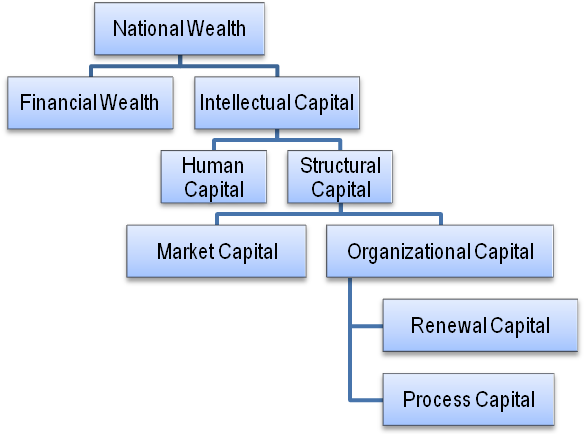 National Wealth
Financial Wealth
Intellectual Capital
Human
Capital
Structural
Capital
Market Capital
Organizational Capital
Renewal Capital
Process Capital